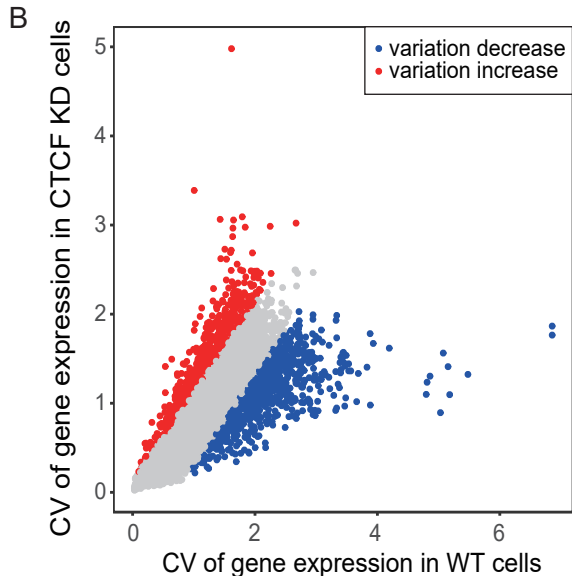 B
variation decrease
variation increase
CV of gene expression in CTCF KD cells
5
4
3
2
1
0
0 2 4 6
CV of gene expression in WT cells